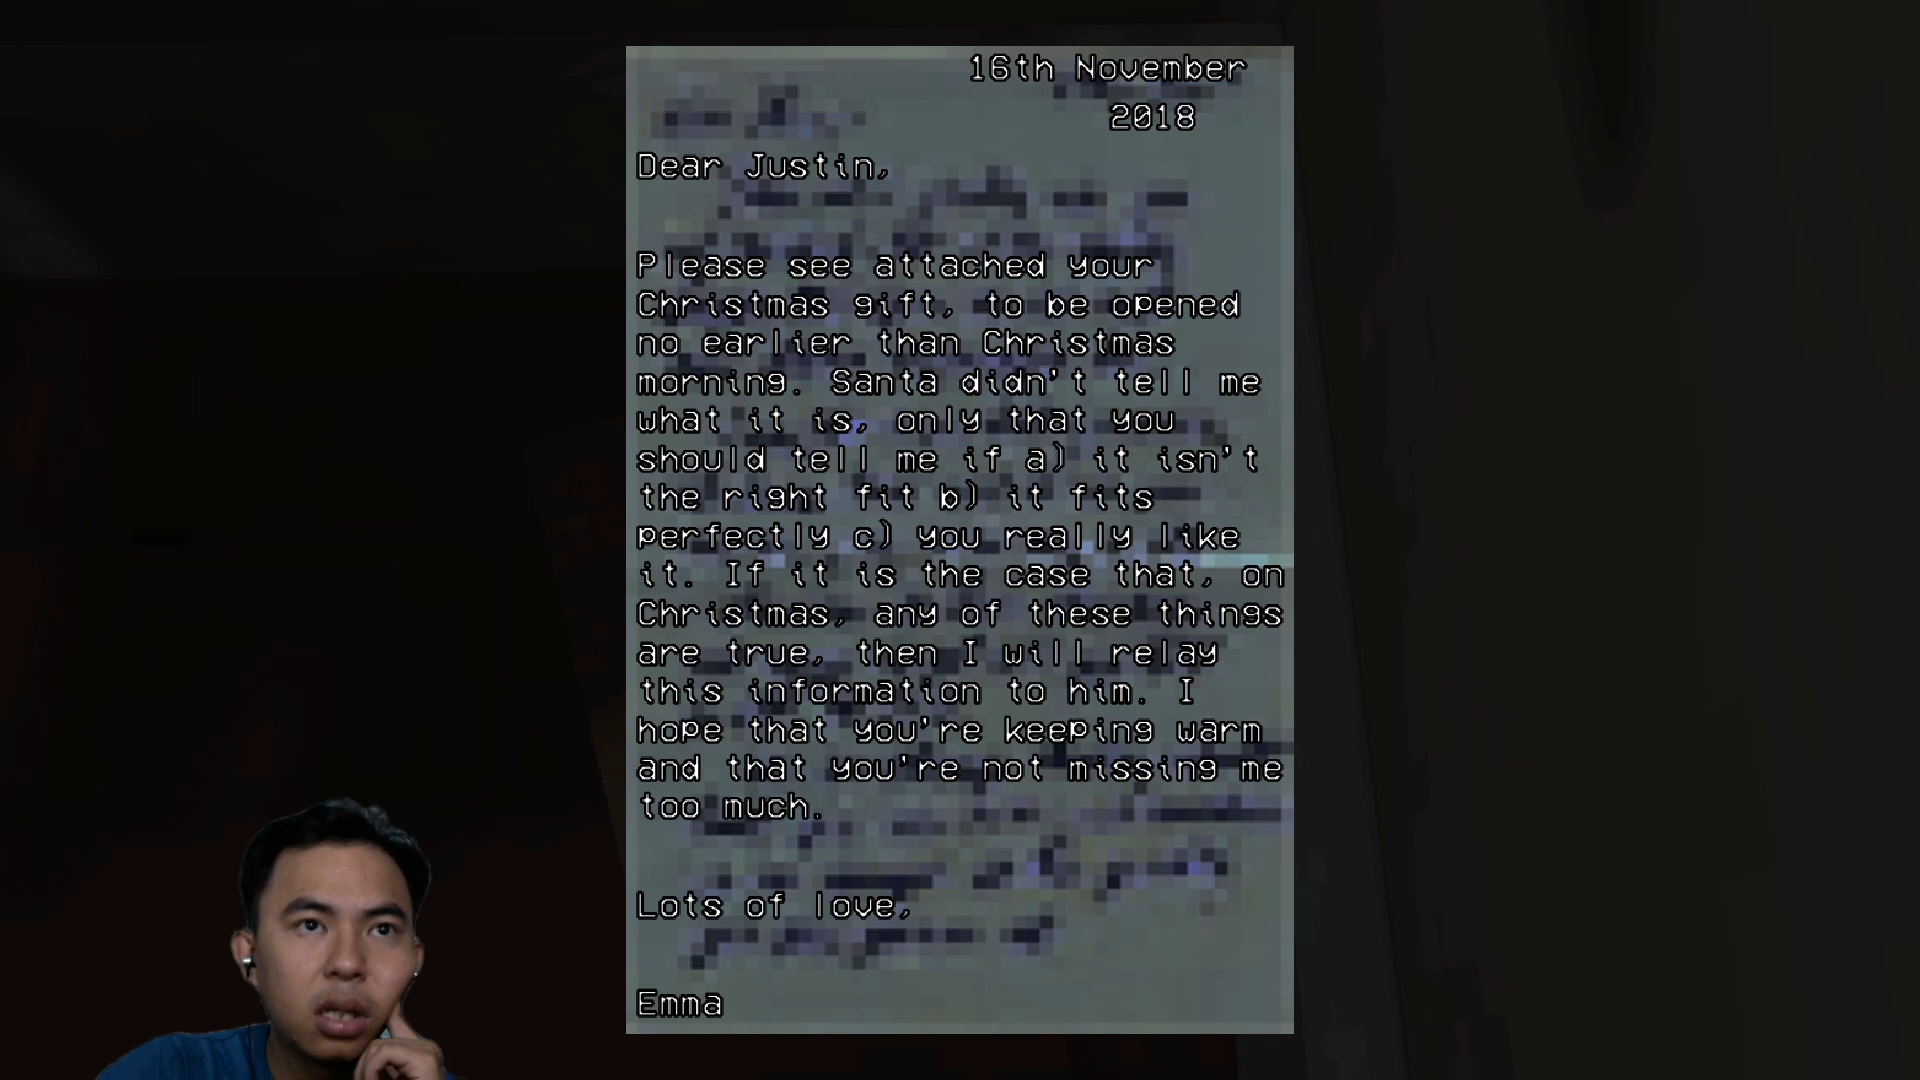 16th November
2018
Dear Justin,
Please see attached your
Christmas gift, to be opened
no earlier than Christmas
morning. Santa didn't tell me
what it is, only that you
should tell me if a) it isn't
the right fit b) it fits
perfectly c) you really like
it. If it is the case that, on
Christmas, any of these things
are true, then I will relay
this information to him. I
hope that you're keeping warm
and that you're not missing me
too much.
Lots of love,
Emma